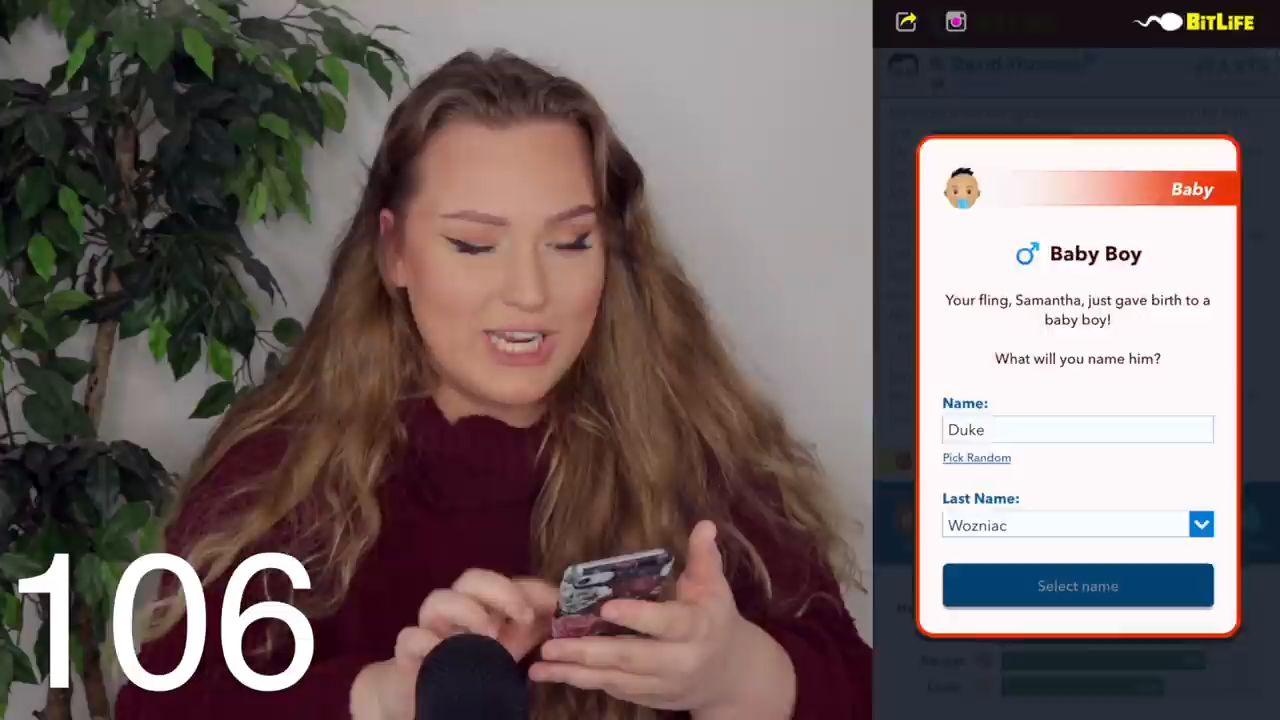 BITLIFE
Baby
Baby Boy
Your fling, Samantha, just gave birth to a
baby boy!
What will you name him?
Name:
Duke
Pick Random
Last Name:
Wozniac
Select name
106